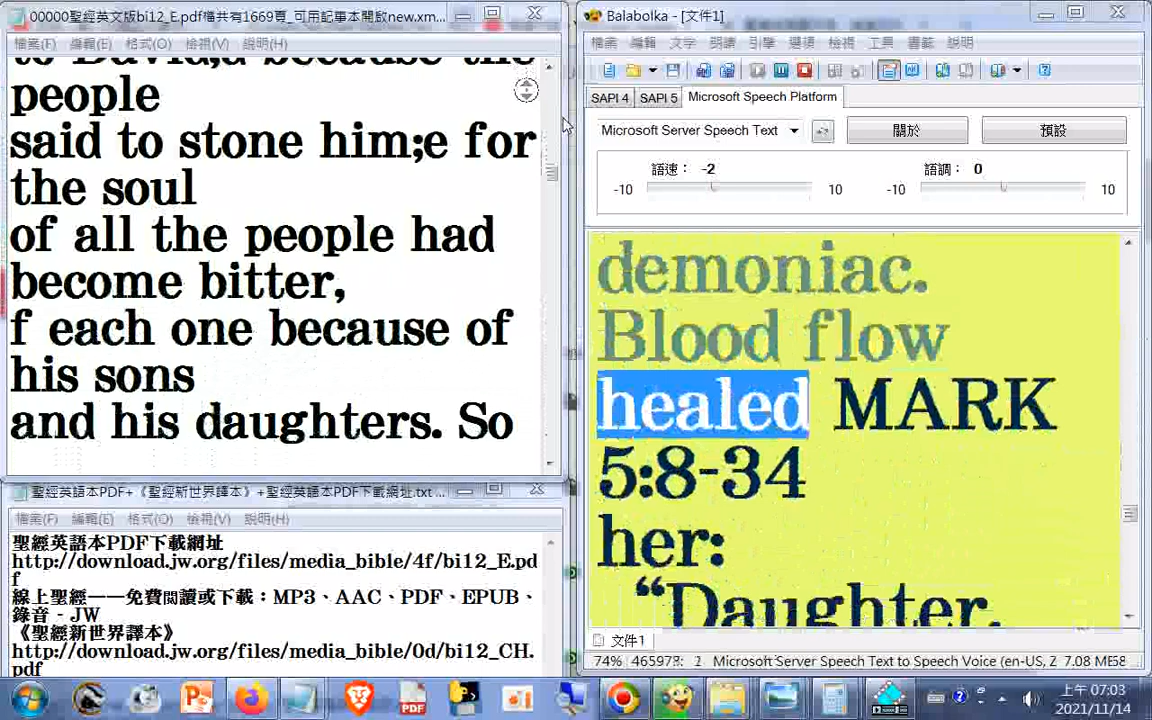 00000聖經英文版bi12_E.pdf檔共有1669頁_可用記事本開啟new.xm...
檔案(F) 編輯(E) 格式(O) 檢視(V) 說明(H)
to David,d because the
people
said to stone him;e for
the soul
of all the people had
become bitter,
f each one because of
his sons
and his daughters. So
聖經英語本PDF+《聖經新世界譯本》+聖經英語本PDF下載網址.txt ...
檔案(F) 編輯(E) 格式(O) 檢視(V) 說明(H)
聖經英語本PDF下載網址
http://download.jw.org/files/media_bible/4f/bi12_E.pd
f
線上聖經——免費閱讀或下載：MP3、AAC、PDF、EPUB、
錄音 - JW
《聖經新世界譯本》
http://download.jw.org/files/media_bible/0d/bi12_CH.
pdf
Balabolka - [文件1]
檔案 編輯 文字 朗讀 引擎 選項 檢視 工具 書籤 說明
SAPI 4 SAPI 5 Microsoft Speech Platform
Microsoft Server Speech Text 關於 預設
語速： -2 語調： 0
-10 10 -10 10
demoniac.
Blood flow
healed MARK
5:8-34
her:
“Daughter,
文件1
74% 46597 2 Microsoft Server Speech Text to Speech Voice (en-US, Z 7.08 ME58
上午 07:03
2021/11/14